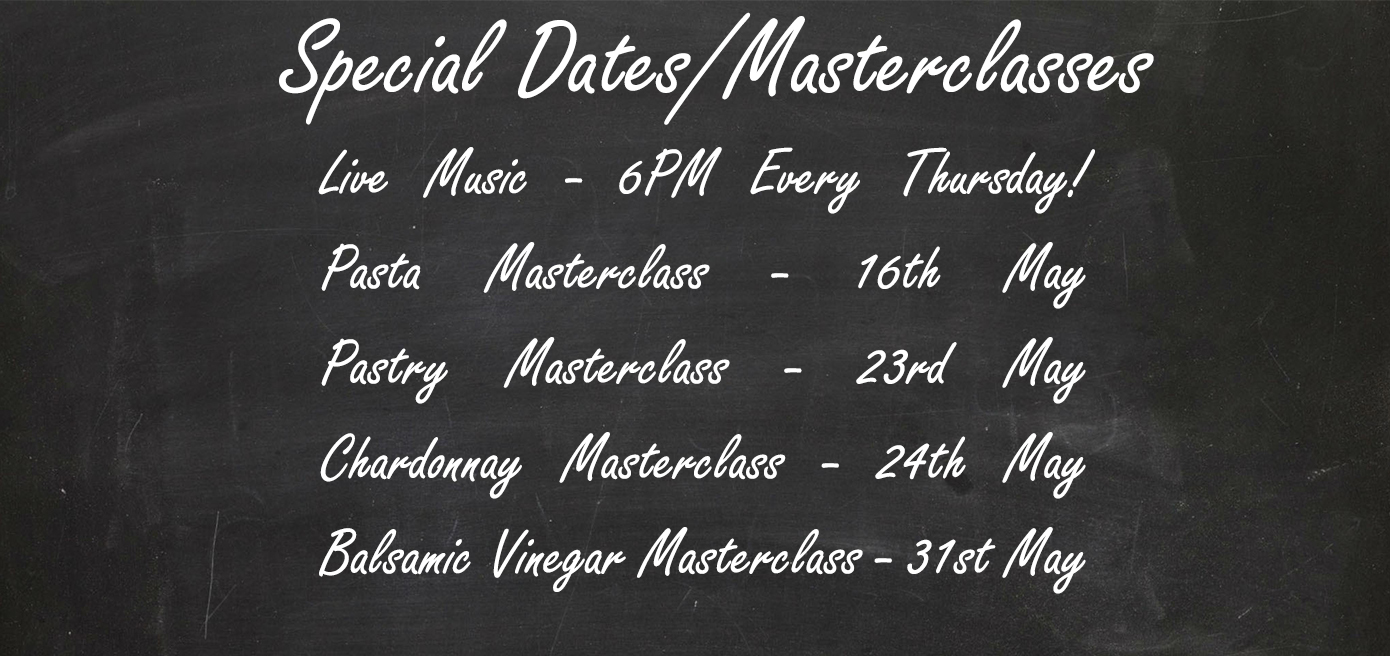 Special Dates/Masterclasses
Live Music - 6PM Every Thursday!
Pasta Masterclass - 16th May
Pastry Masterclass - 23rd May
Chardonnay Masterclass - 24th May
Balsamic Vinegar Masterclass - 31st May